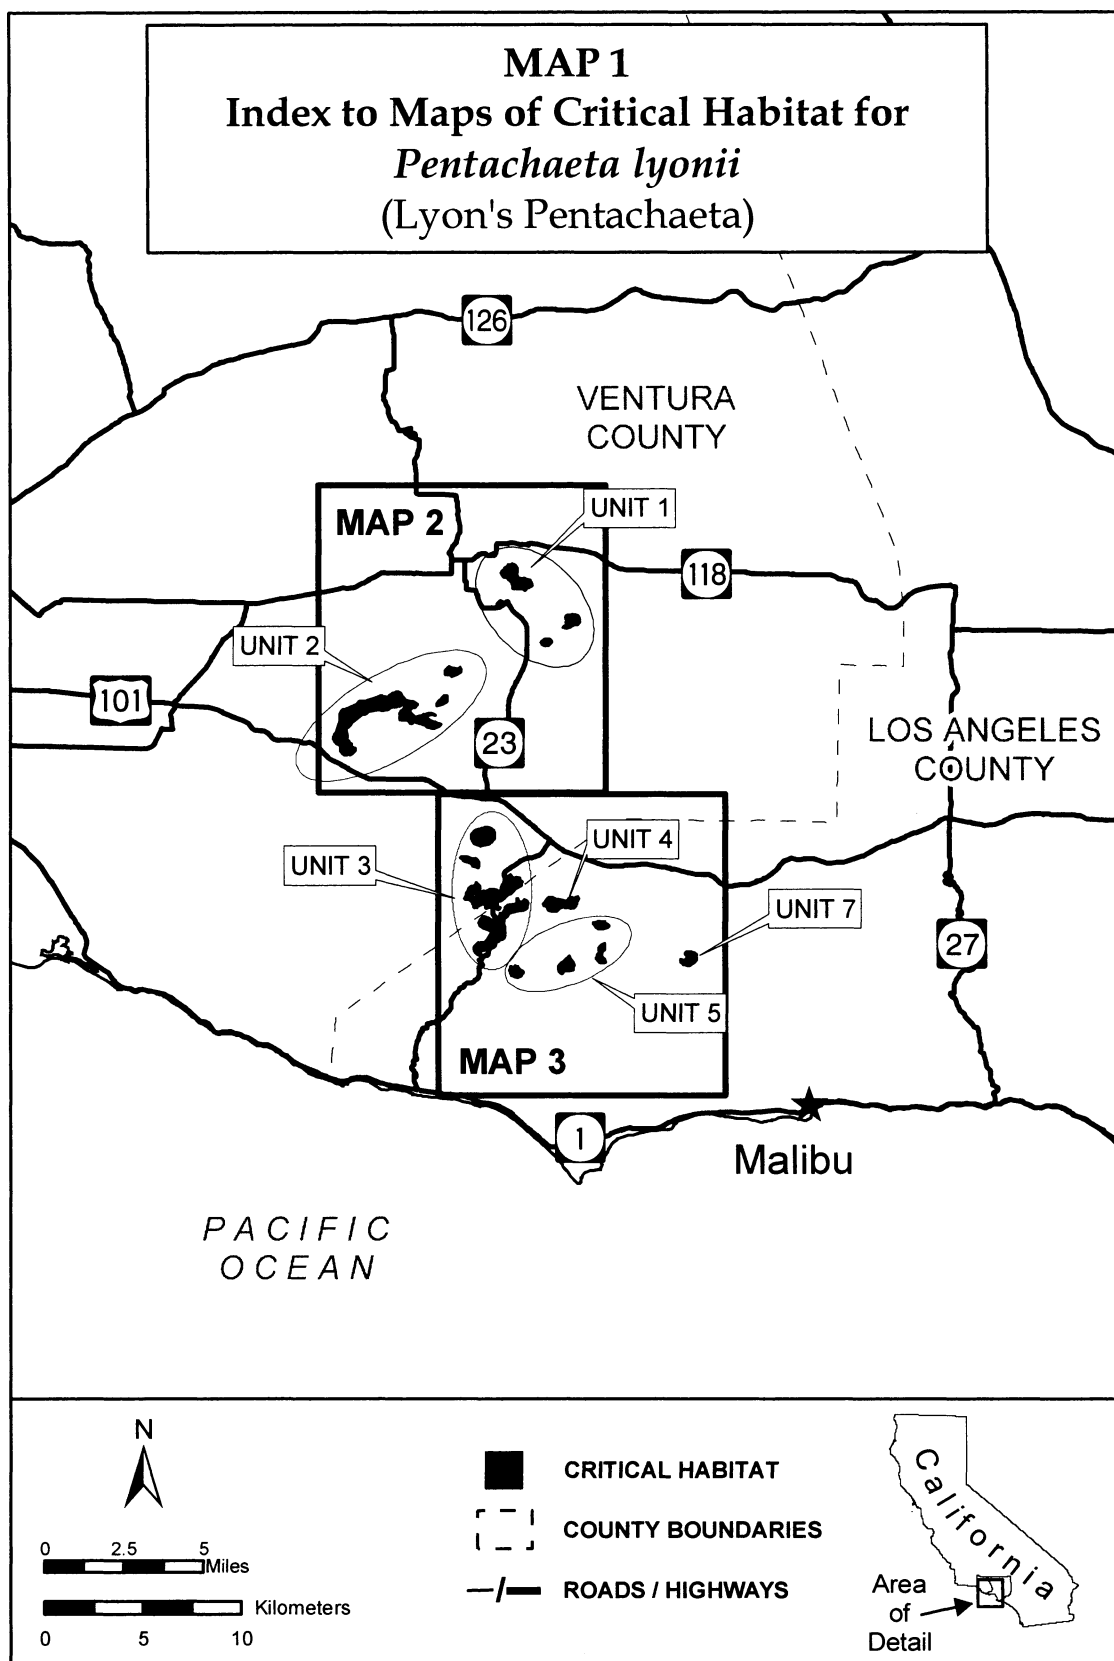 MAP 1
Index to Maps of Critical Habitat for
Pentachaeta lyonii
(Lyon's Pentachaeta)
126
VENTURA
COUNTY
MAP 2
UNIT 1
118
UNIT 2
101
23
LOS ANGELES
COUNTY
UNIT 3
UNIT 4
UNIT 7
27
UNIT 5
MAP 3
1
Malibu
PACIFIC
OCEAN
N
0 2.5 5
Miles
Kilometers
0 5 10
CRITICAL HABITAT
COUNTY BOUNDARIES
ROADS / HIGHWAYS
California
Area
of
Detail